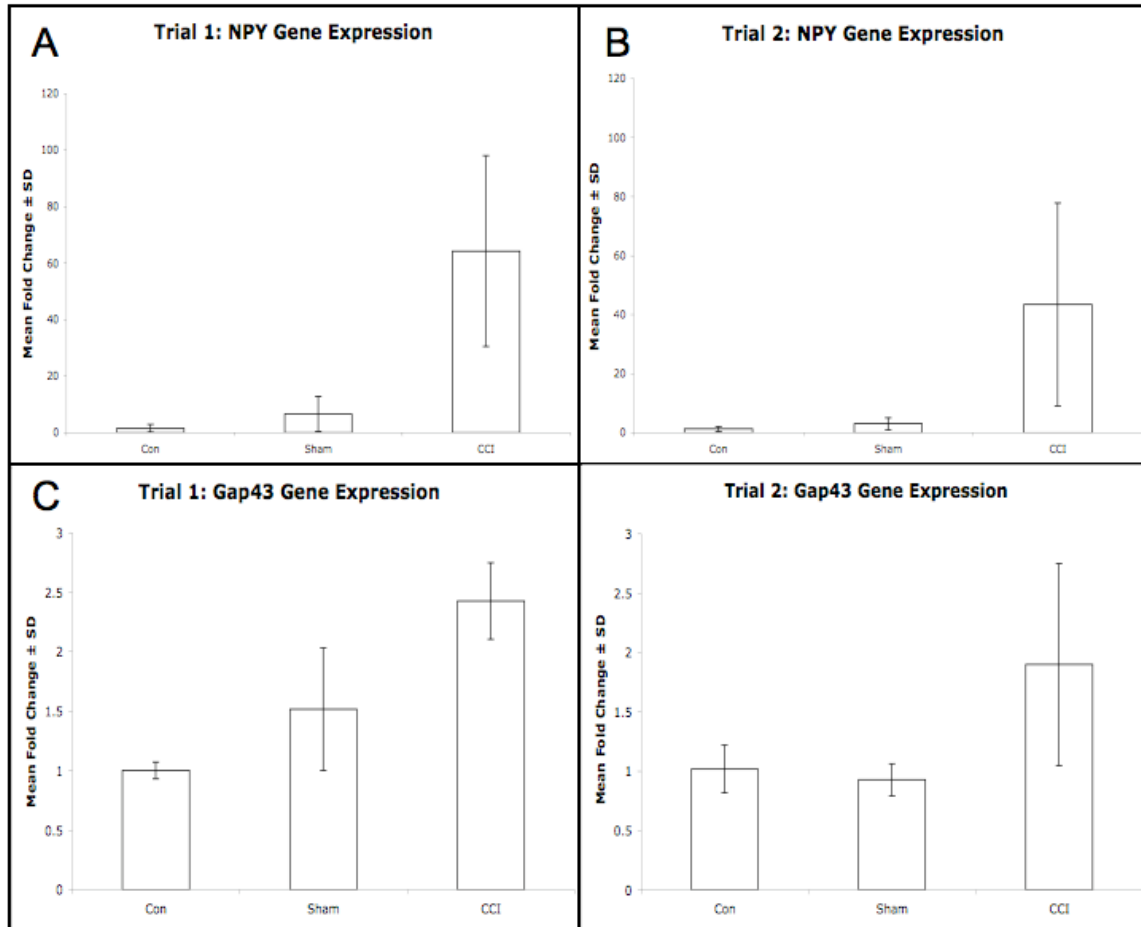 A
Trial 1: NPY Gene Expression
Mean Fold Change ± SD
120
100
80
60
40
20
0
Con Sham CCI
B
Trial 2: NPY Gene Expression
Mean Fold Change ± SD
120
100
80
60
40
20
0
Con Sham CCI
C
Trial 1: Gap43 Gene Expression
Mean Fold Change ± SD
3
2.5
2
1.5
1
0.5
0
Con Sham CCI
Trial 2: Gap43 Gene Expression
Mean Fold Change ± SD
3
2.5
2
1.5
1
0.5
0
Con Sham CCI